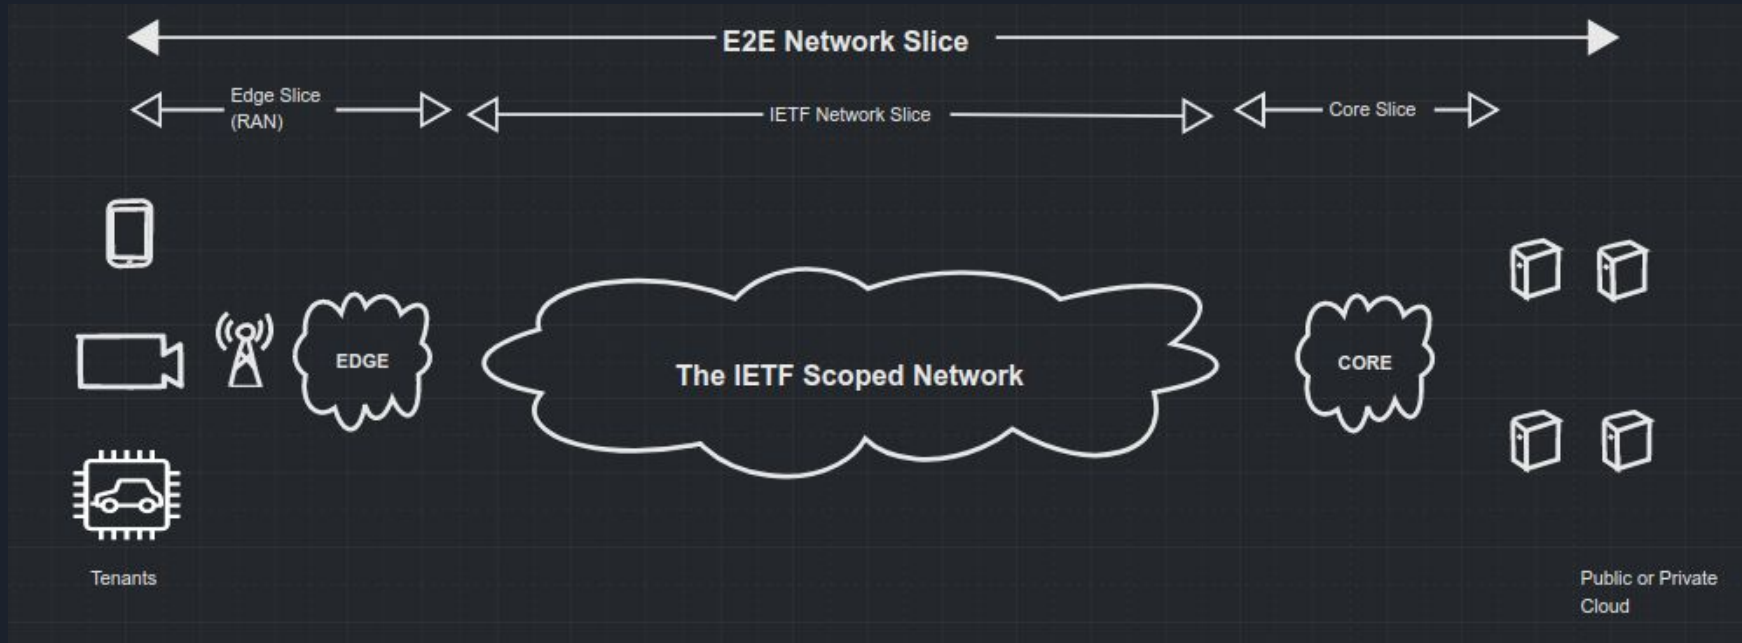 E2E Network Slice
Edge Slice
(RAN)
IETF Network Slice
Core Slice
EDGE
The IETF Scoped Network
CORE
Tenants
Public or Private
Cloud